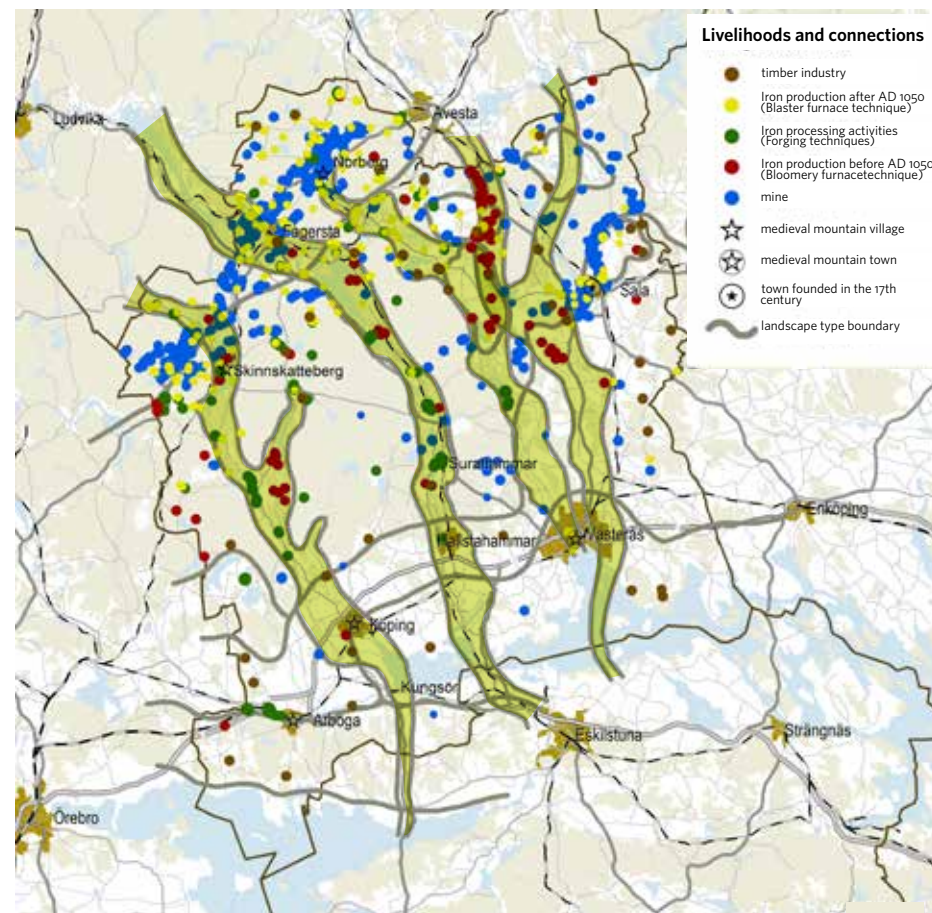 Livelihoods and connections
timber industry
Iron production after AD 1050
(Blaster furnace technique)
Iron processing activities
(Forging techniques)
Iron production before AD 1050
(Bloomery furnacetechnique)
mine
medieval mountain village
medieval mountain town
town founded in the 17th
century
landscape type boundary
Ludvika
Avesta
Norberg
Fagersta
Sala
Skinnskatteberg
Surahammar
Enköping
Hallstahammar
Västerås
Köping
Kungsör
Arboga
Eskilstuna
Strängnäs
Örebro